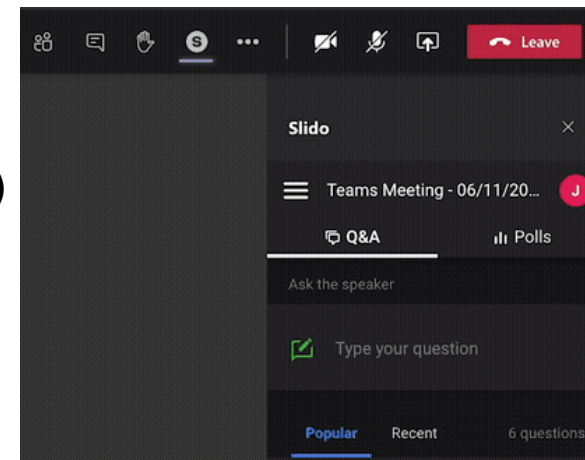 S
Leave
Slido
Teams Meeting - 06/11/20...
J
Q&A
Polls
Ask the speaker
Type your question
Popular
Recent
6 questions